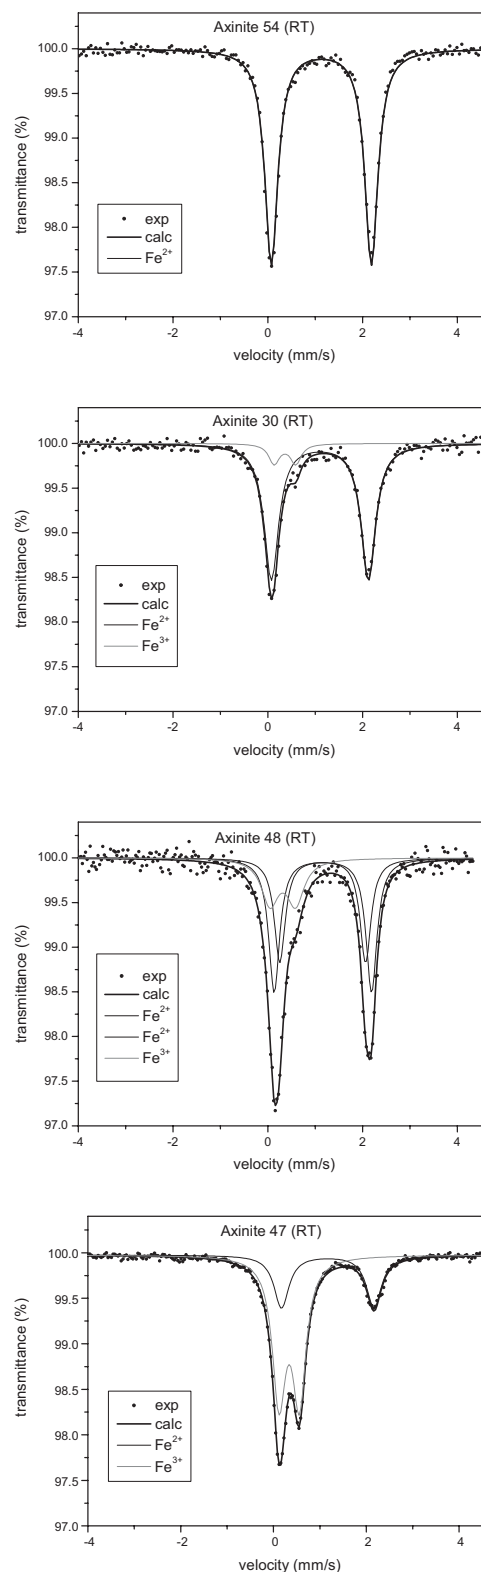 Axinite 54 (RT)
100.0
99.5
99.0
98.5
98.0
97.5
97.0
transmittance (%)
exp
calc
Fe²⁺
-4 -2 0 2 4
velocity (mm/s)
Axinite 30 (RT)
100.0
99.5
99.0
98.5
98.0
97.5
97.0
transmittance (%)
exp
calc
Fe²⁺
Fe³⁺
-4 -2 0 2 4
velocity (mm/s)
Axinite 48 (RT)
100.0
99.5
99.0
98.5
98.0
97.5
97.0
transmittance (%)
exp
calc
Fe²⁺
Fe²⁺
Fe³⁺
-4 -2 0 2 4
velocity (mm/s)
Axinite 47 (RT)
100.0
99.5
99.0
98.5
98.0
97.5
97.0
transmittance (%)
exp
calc
Fe²⁺
Fe³⁺
-4 -2 0 2 4
velocity (mm/s)